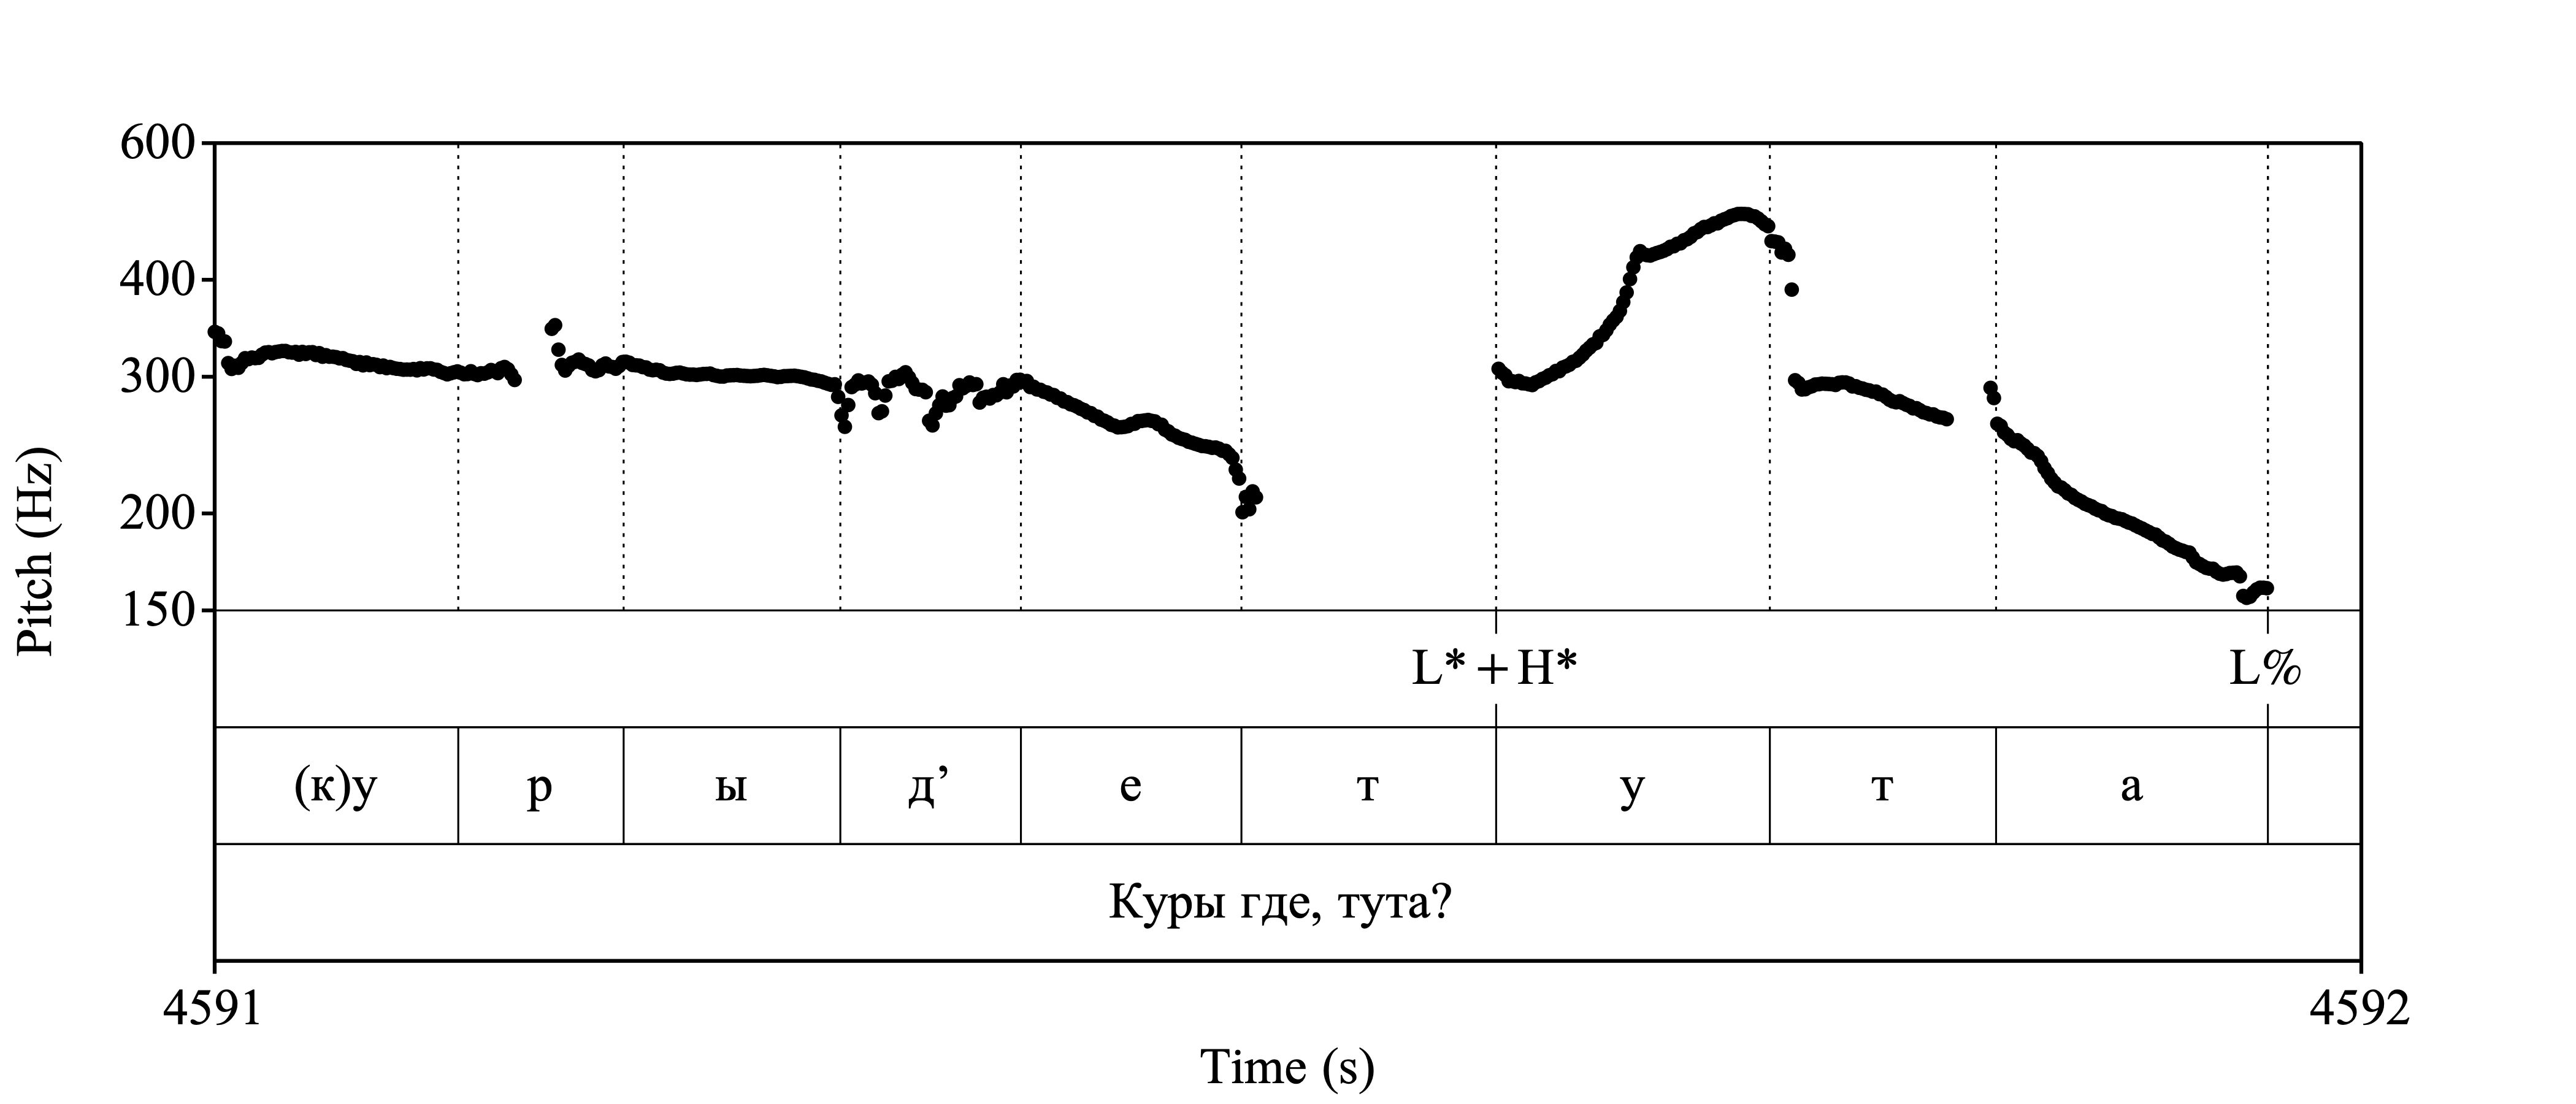 600
400
300
200
150
Pitch (Hz)
L*+H* L%
(к)у р ы д’ е т у т а
Куры где, тута?
4591 4592
Time (s)